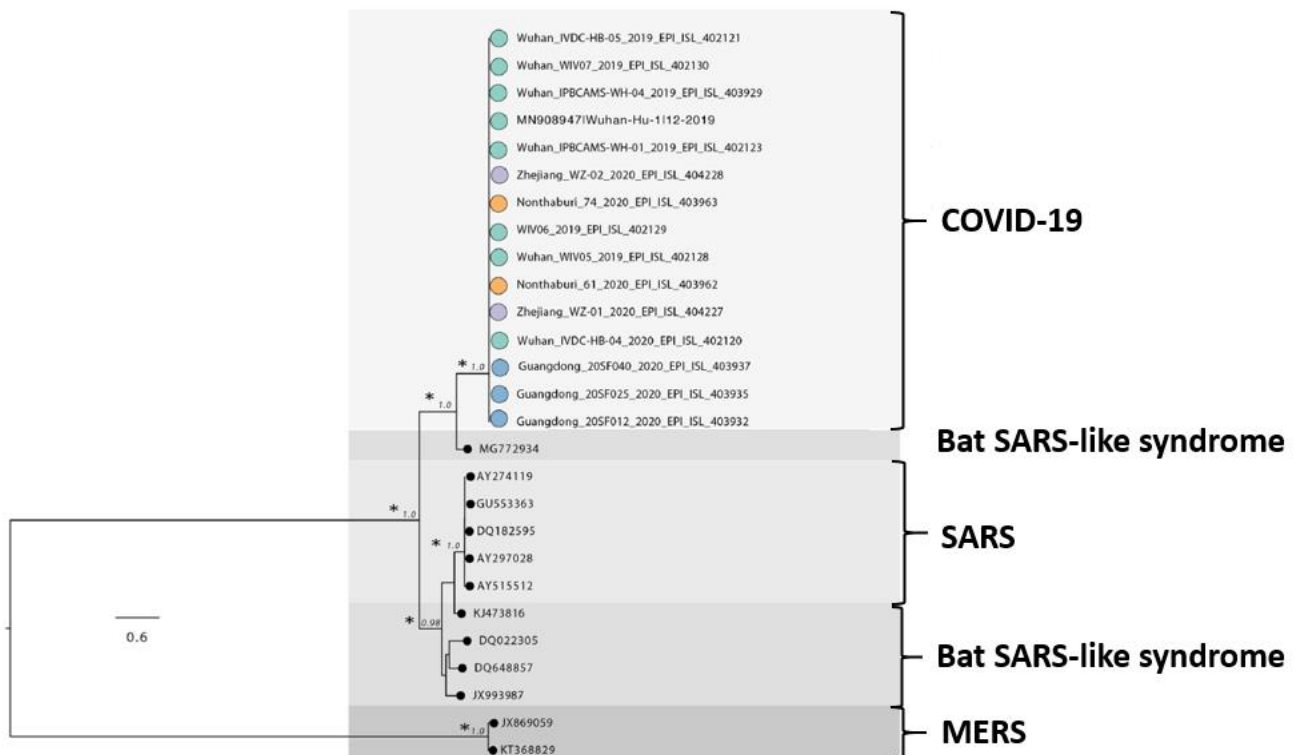 Wuhan_IVDC-HB-05_2019_EPI_ISL_402121
Wuhan_WIV07_2019_EPI_ISL_402130
Wuhan_IPBCAMS-WH-04_2019_EPI_ISL_403929
MN908947|Wuhan-Hu-1|12-2019
Wuhan_IPBCAMS-WH-01_2019_EPI_ISL_402123
Zhejiang_WZ-02_2020_EPI_ISL_404228
Nonthaburi_74_2020_EPI_ISL_403963
COVID-19
WIV06_2019_EPI_ISL_402129
Wuhan_WIV05_2019_EPI_ISL_402128
Nonthaburi_61_2020_EPI_ISL_403962
Zhejiang_WZ-01_2020_EPI_ISL_404227
Wuhan_IVDC-HB-04_2020_EPI_ISL_402120
* 1.0
Guangdong_20SF040_2020_EPI_ISL_403937
Guangdong_20SF025_2020_EPI_ISL_403935
* 1.0
Guangdong_20SF012_2020_EPI_ISL_403932
Bat SARS-like syndrome
MG772934
AY274119
GU553363
* 1.0
DQ182595
SARS
* 1.0
AY297028
AY515512
KJ473816
* 0.98
0.6
DQ022305
Bat SARS-like syndrome
DQ648857
JX993987
* 1.0
JX869059
MERS
KT368829